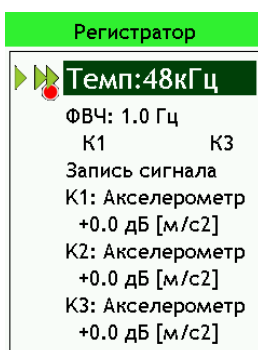 Регистратор
Темп:48кГц
ФВЧ: 1.0 Гц
К1 К3
Запись сигнала
К1: Акселерометр
+0.0 дБ [м/с2]
К2: Акселерометр
+0.0 дБ [м/с2]
К3: Акселерометр
+0.0 дБ [м/с2]